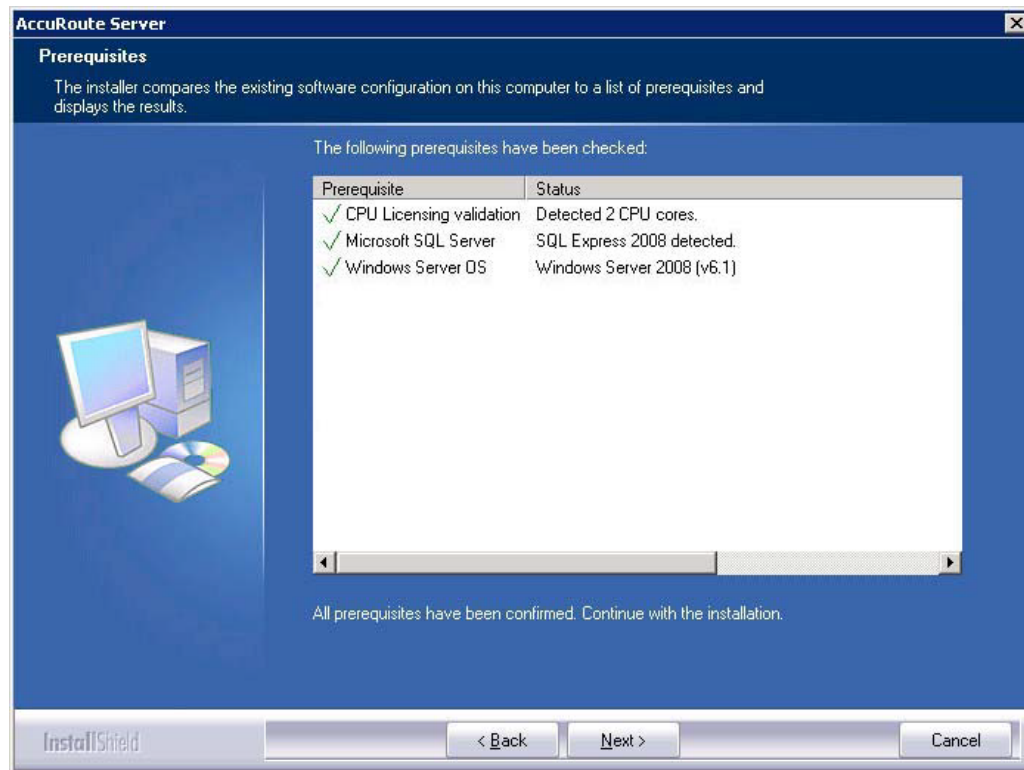 AccuRoute Server
Prerequisites
The installer compares the existing software configuration on this computer to a list of prerequisites and
displays the results.
The following prerequisites have been checked:
Prerequisite Status
CPU Licensing validation Detected 2 CPU cores.
Microsoft SQL Server SQL Express 2008 detected.
Windows Server OS Windows Server 2008 (v6.1)
All prerequisites have been confirmed. Continue with the installation.
InstallShield
< Back Next > Cancel